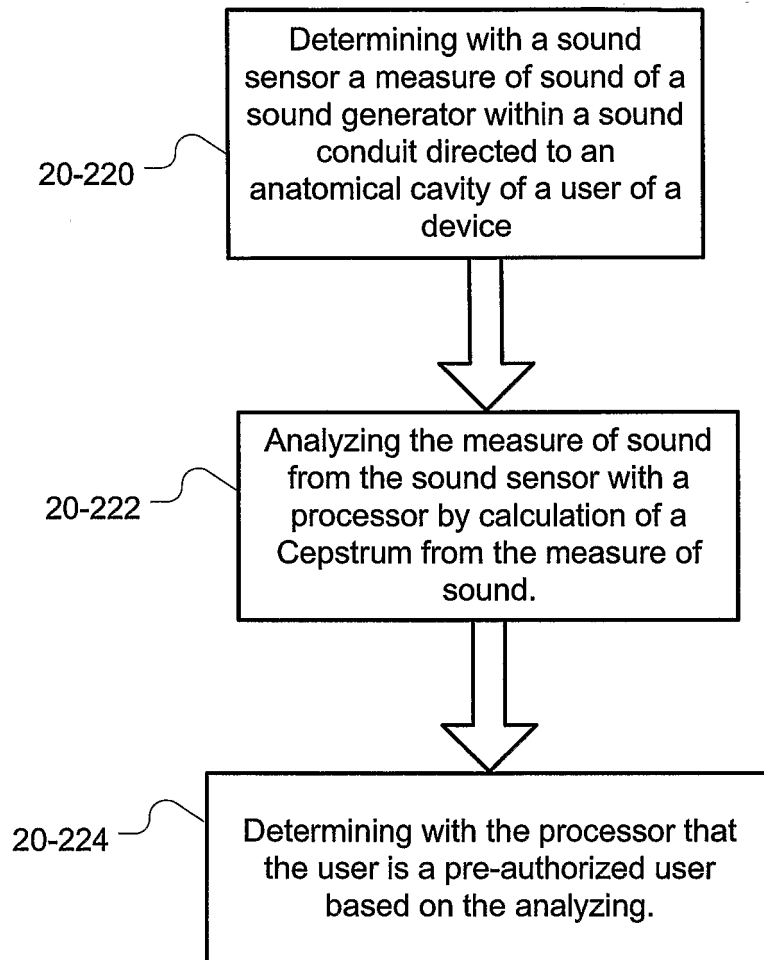 Determining with a sound
sensor a measure of sound of a
sound generator within a sound
conduit directed to an
anatomical cavity of a user of a
device
20-220
Analyzing the measure of sound
from the sound sensor with a
processor by calculation of a
Cepstrum from the measure of
sound.
20-222
Determining with the processor that
the user is a pre-authorized user
based on the analyzing.
20-224